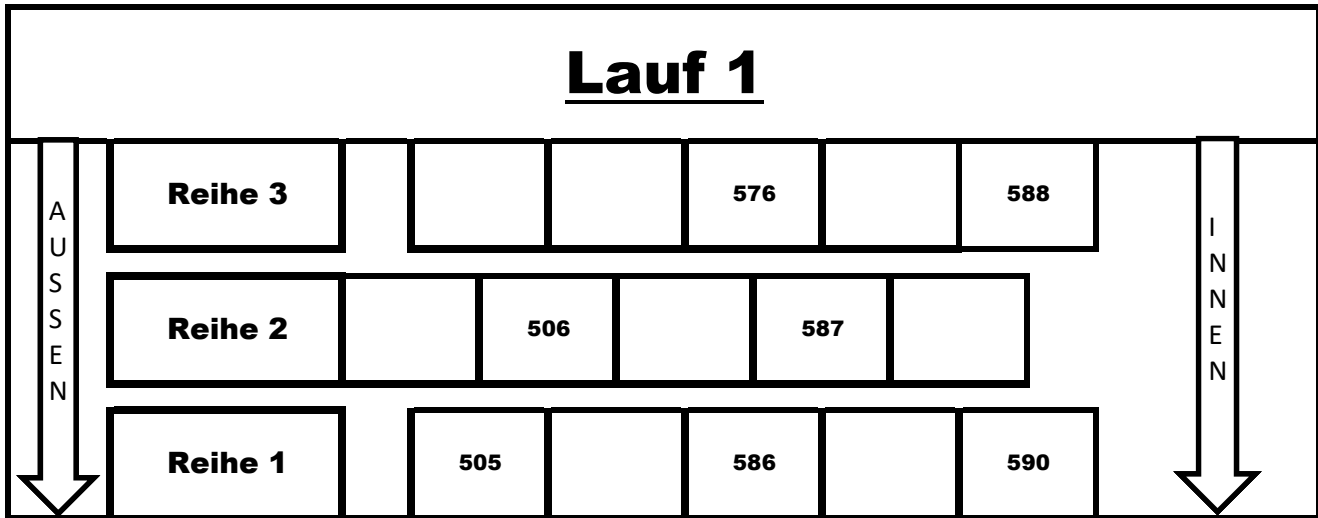 Lauf 1
AUSSEN
Reihe 3 576 588
Reihe 2 506 587
Reihe 1 505 586 590
INNEN